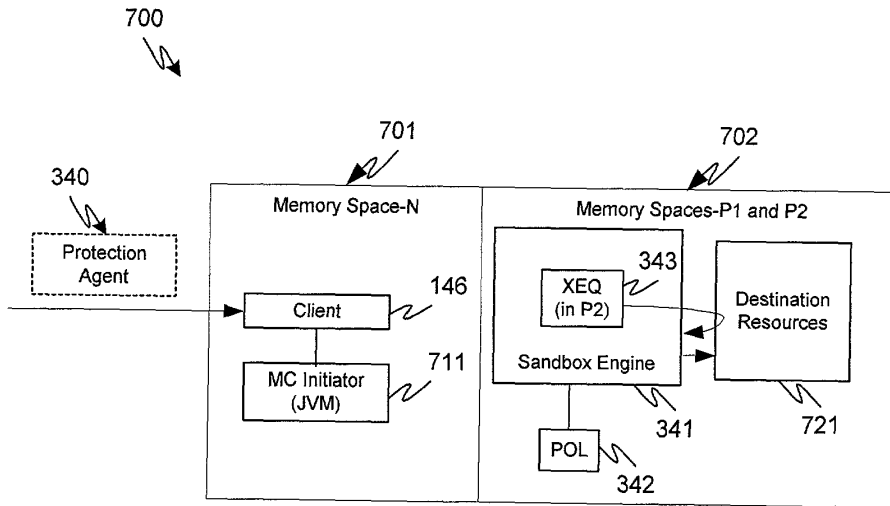 700
701
702
340
Memory Space-N
Memory Spaces-P1 and P2
Protection
Agent
343
XEQ
(in P2)
146
Destination
Resources
Client
Sandbox Engine
711
MC Initiator
(JVM)
341
721
POL
342